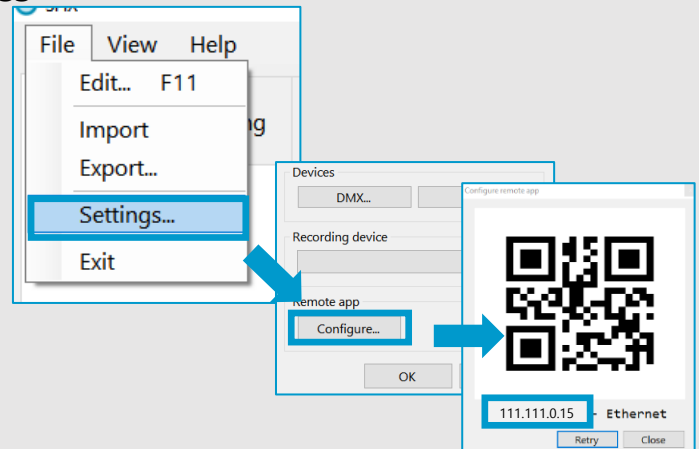 File View Help
Edit... F11
Import
Export...
Settings...
Exit
Devices
DMX...
Recording device
Remote app
Configure...
OK
Configure remote app
111.111.0.15 - Ethernet
Retry Close